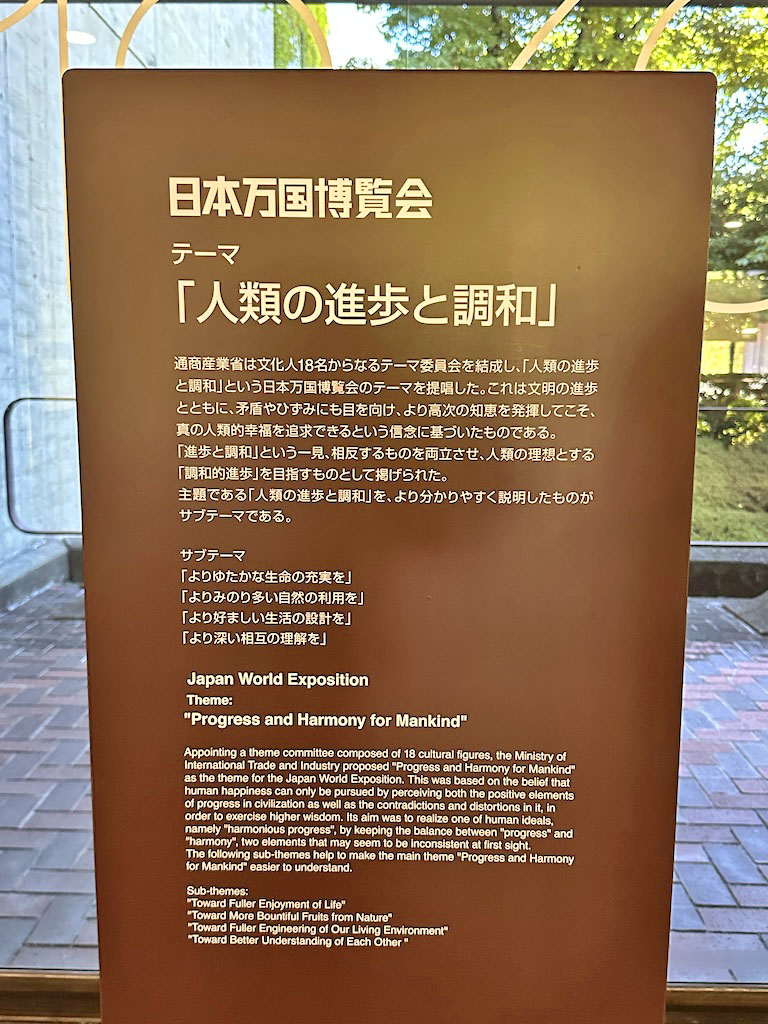 日本万国博覧会
テーマ
「人類の進歩と調和」
通商産業省は文化人18名からなるテーマ委員会を結成し、「人類の進歩
と調和」という日本万国博覧会のテーマを提唱した。これは文明の進歩
とともに、矛盾やひずみにも目を向け、より高次の知恵を発揮してこそ、
真の人類的幸福を追求できるという信念に基づいたものである。
「進歩と調和」という一見、相反するものを両立させ、人類の理想とする
「調和的進歩」を目指すものとして掲げられた。
主題である「人類の進歩と調和」を、より分かりやすく説明したものが
サブテーマである。
サブテーマ
「よりゆたかな生命の充実を」
「よりみのり多い自然の利用を」
「より好ましい生活の設計を」
「より深い相互の理解を」
Japan World Exposition
Theme:
"Progress and Harmony for Mankind"
Appointing a theme committee composed of 18 cultural figures, the Ministry of
International Trade and Industry proposed "Progress and Harmony for Mankind"
as the theme for the Japan World Exposition. This was based on the belief that
human happiness can only be pursued by perceiving both the positive elements
of progress in civilization as well as the contradictions and distortions in it, in
order to exercise higher wisdom. Its aim was to realize one of human ideals,
namely "harmonious progress", by keeping the balance between "progress" and
"harmony", two elements that may seem to be inconsistent at first sight.
The following sub-themes help to make the main theme "Progress and Harmony
for Mankind" easier to understand.
Sub-themes:
"Toward Fuller Enjoyment of Life"
"Toward More Bountiful Fruits from Nature"
"Toward Fuller Engineering of Our Living Environment"
"Toward Better Understanding of Each Other "